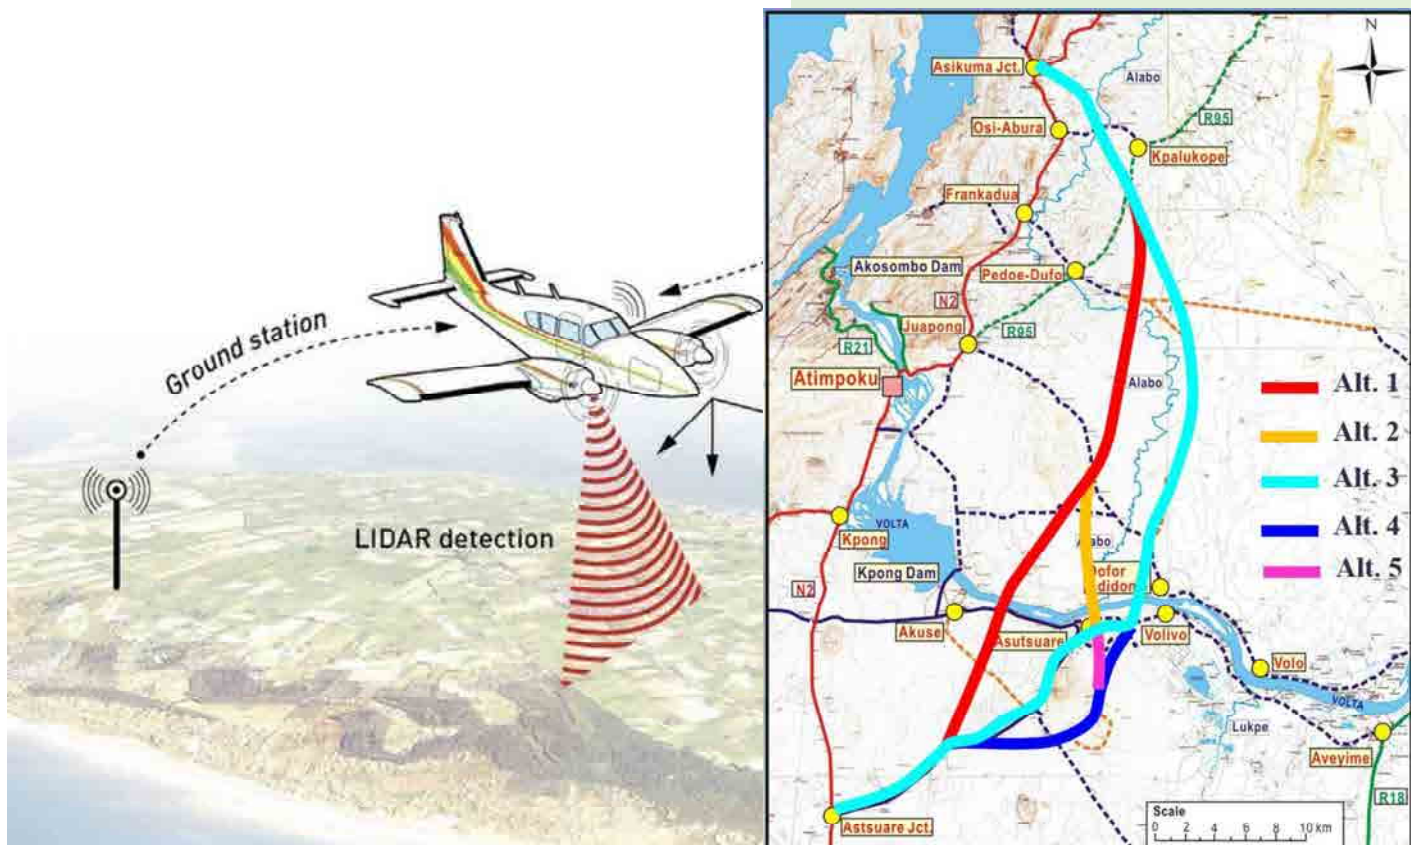 Ground station
LIDAR detection
N
Asikuma Jct.
Alabo
R95
Osi-Abura
Kpalukope
Frankadua
Akosombo Dam
Pedoe-Dufo
N2
Juapong
R95
R21
Atimpoku
Alabo
Alt. 1
Alt. 2
Alt. 3
Alt. 4
Alt. 5
VOLTA
Kpong
Alabo
Kpong Dam
Dofor
N2
Akuse
Asutsuare
Volivo
Volo
VOLTA
Lukpe
Aveyime
R18
Astsuare Jct.
Scale
0 2 4 6 8 10 km